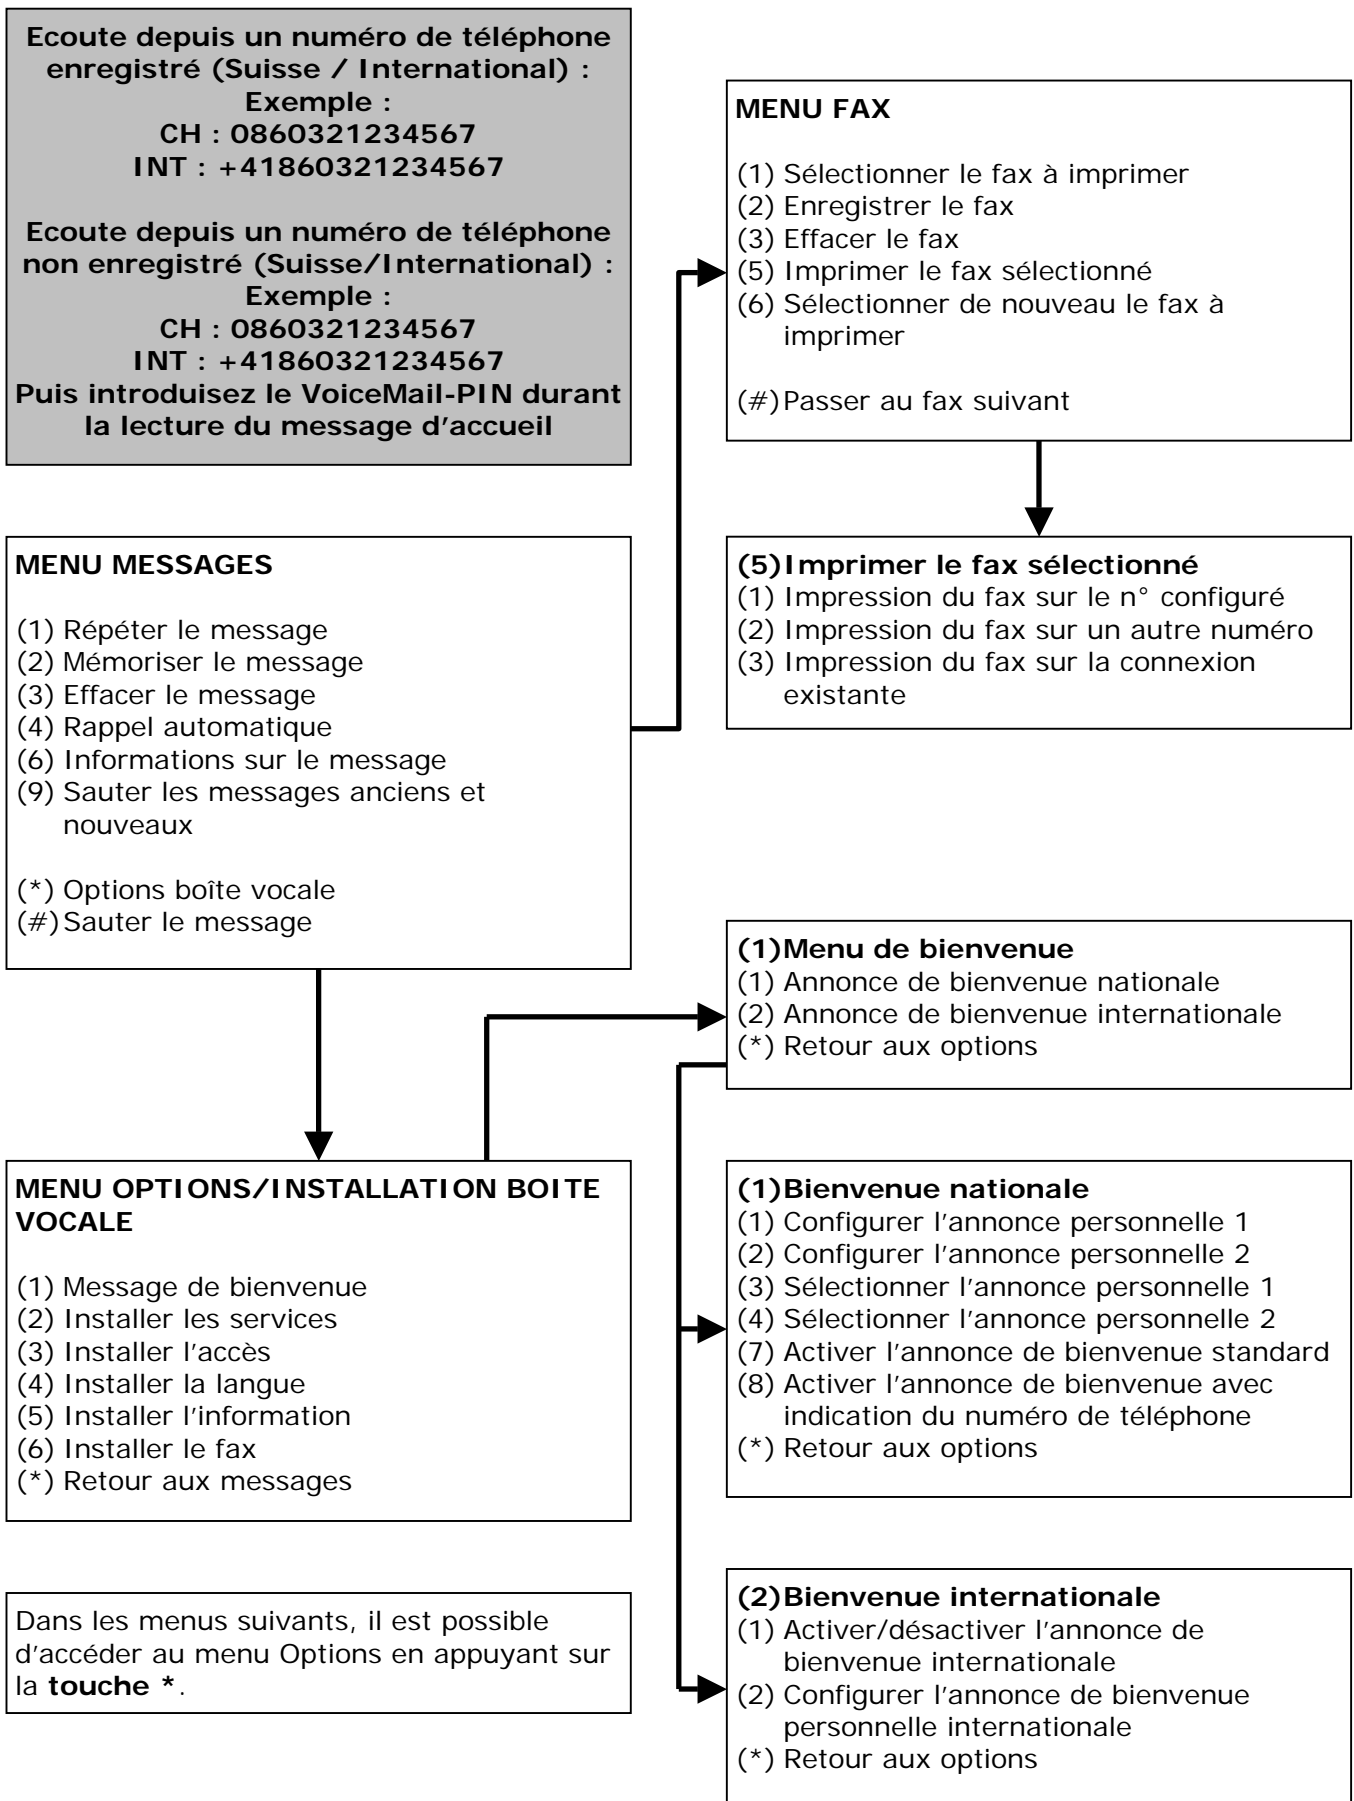 Ecoute depuis un numéro de téléphone
enregistré (Suisse / International) :
Exemple :
CH : 0860321234567
INT : +41860321234567
Ecoute depuis un numéro de téléphone
non enregistré (Suisse/International) :
Exemple :
CH : 0860321234567
INT : +41860321234567
Puis introduisez le VoiceMail-PIN durant
la lecture du message d’accueil
MENU FAX
(1) Sélectionner le fax à imprimer
(2) Enregistrer le fax
(3) Effacer le fax
(5) Imprimer le fax sélectionné
(6) Sélectionner de nouveau le fax à
imprimer
(#) Passer au fax suivant
(5) Imprimer le fax sélectionné
(1) Impression du fax sur le n° configuré
(2) Impression du fax sur un autre numéro
(3) Impression du fax sur la connexion
existante
MENU MESSAGES
(1) Répéter le message
(2) Mémoriser le message
(3) Effacer le message
(4) Rappel automatique
(6) Informations sur le message
(9) Sauter les messages anciens et
nouveaux
(*) Options boîte vocale
(#) Sauter le message
(1) Menu de bienvenue
(1) Annonce de bienvenue nationale
(2) Annonce de bienvenue internationale
(*) Retour aux options
MENU OPTIONS/INSTALLATION BOITE
VOCALE
(1) Message de bienvenue
(2) Installer les services
(3) Installer l’accès
(4) Installer la langue
(5) Installer l’information
(6) Installer le fax
(*) Retour aux messages
(1) Bienvenue nationale
(1) Configurer l’annonce personnelle 1
(2) Configurer l’annonce personnelle 2
(3) Sélectionner l’annonce personnelle 1
(4) Sélectionner l’annonce personnelle 2
(7) Activer l’annonce de bienvenue standard
(8) Activer l’annonce de bienvenue avec
indication du numéro de téléphone
(*) Retour aux options
Dans les menus suivants, il est possible
d’accéder au menu Options en appuyant sur
la touche *.
(2) Bienvenue internationale
(1) Activer/désactiver l’annonce de
bienvenue internationale
(2) Configurer l’annonce de bienvenue
personnelle internationale
(*) Retour aux options